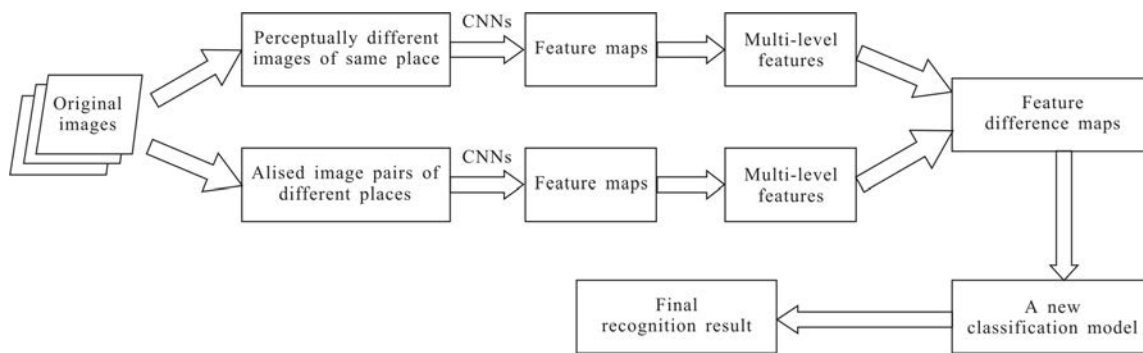 Original
images
Perceptually different
images of same place
CNNs
Feature maps
Multi-level
features
Alised image pairs of
different places
CNNs
Feature maps
Multi-level
features
Feature
difference maps
A new
classification model
Final
recognition result